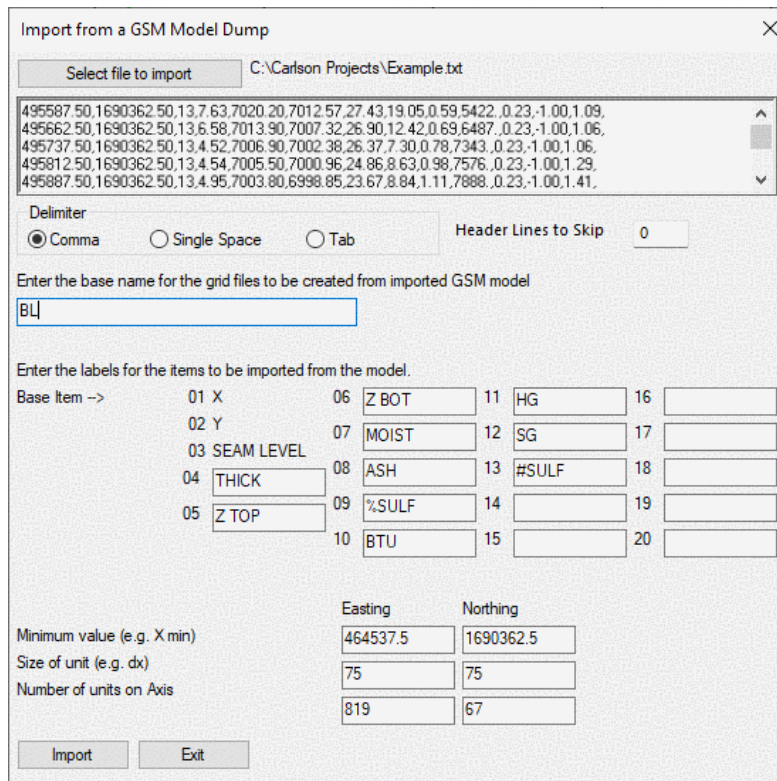 Import from a GSM Model Dump
Select file to import C:\Carlson Projects\Example.txt
495587.50,1690362.50,13,7.63,7020.20,7012.57,27.43,19.05,0.59,5422.,0.23,-1.00,1.09,
495662.50,1690362.50,13,6.58,7013.90,7007.32,26.90,12.42,0.69,6487.,0.23,-1.00,1.06,
495737.50,1690362.50,13,4.52,7006.90,7002.38,26.37,7.30,0.78,7343.,0.23,-1.00,1.06,
495812.50,1690362.50,13,4.54,7005.50,7000.96,24.86,8.63,0.98,7576.,0.23,-1.00,1.29,
495887.50,1690362.50,13,4.95,7003.80,6998.85,23.67,8.84,1.11,7888.,0.23,-1.00,1.41,
Delimiter
Comma Single Space Tab Header Lines to Skip 0
Enter the base name for the grid files to be created from imported GSM model
BL
Enter the labels for the items to be imported from the model.
Base Item --> 01 X 06 Z BOT 11 HG 16
02 Y 07 MOIST 12 SG 17
03 SEAM LEVEL 08 ASH 13 #SULF 18
04 THICK 09 %SULF 14 19
05 Z TOP 10 BTU 15 20
Easting Northing
Minimum value (e.g. X min) 464537.5 1690362.5
Size of unit (e.g. dx) 75 75
Number of units on Axis 819 67
Import Exit